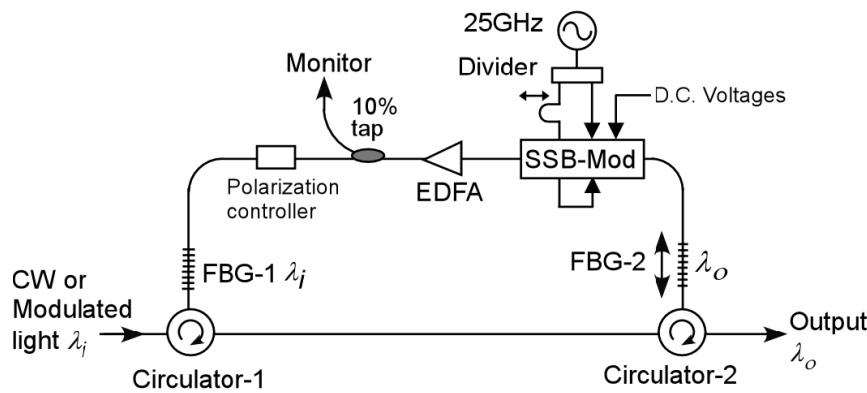 25GHz
Divider
Monitor
10%
tap
D.C. Voltages
SSB-Mod
EDFA
Polarization
controller
FBG-1 λi
FBG-2
λo
CW or
Modulated
light λi
Circulator-1
Circulator-2
Output
λo